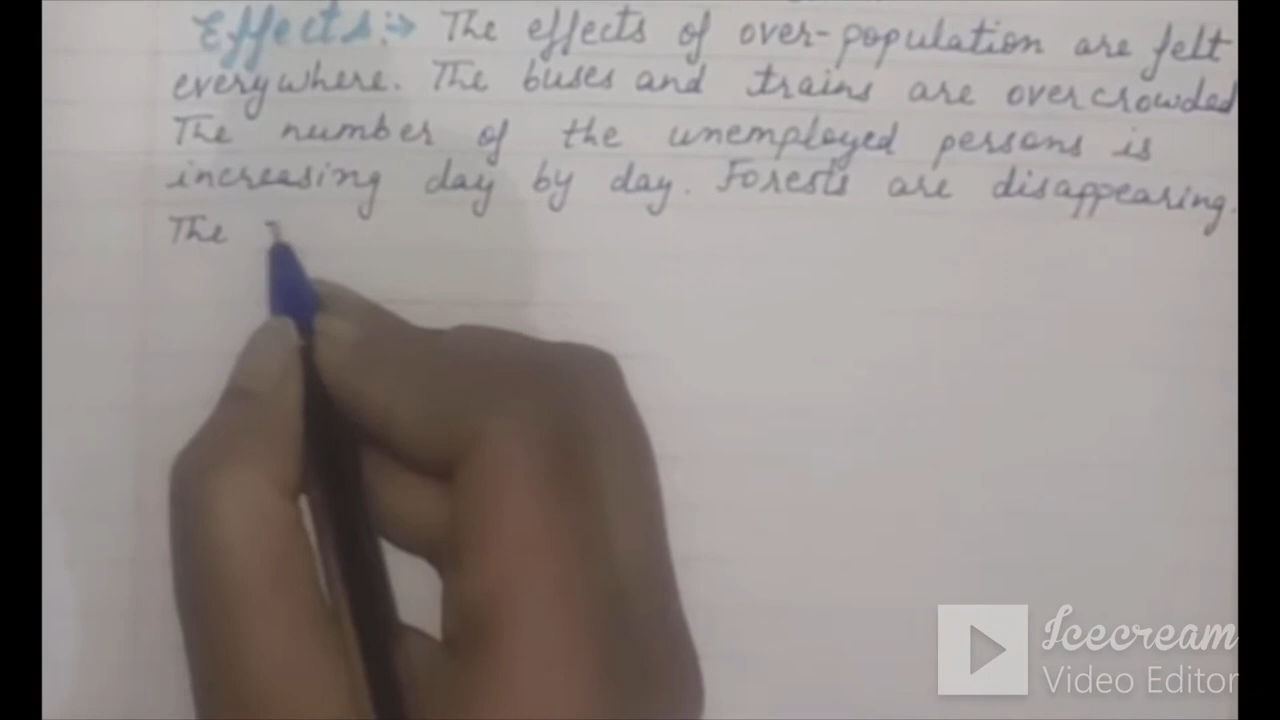 Effects:→ The effects of over-population are felt
everywhere. The buses and trains are overcrowded
The number of the unemployed persons is
increasing day by day. Forests are disappearing.
The
Icecream
Video Editor